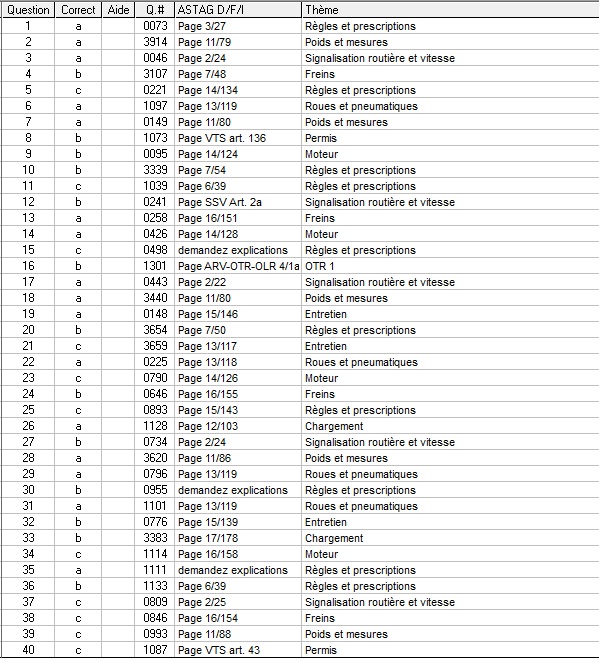 Question Correct Aide Q.# ASTAG D/F/I Thème
1 a 0073 Page 3/27 Règles et prescriptions
2 a 3914 Page 11/79 Poids et mesures
3 a 0046 Page 2/24 Signalisation routière et vitesse
4 b 3107 Page 7/48 Freins
5 c 0221 Page 14/134 Règles et prescriptions
6 a 1097 Page 13/119 Roues et pneumatiques
7 a 0149 Page 11/80 Poids et mesures
8 b 1073 Page VTS art. 136 Permis
9 b 0095 Page 14/124 Moteur
10 b 3339 Page 7/54 Règles et prescriptions
11 c 1039 Page 6/39 Règles et prescriptions
12 b 0241 Page SSV Art. 2a Signalisation routière et vitesse
13 a 0258 Page 16/151 Freins
14 a 0426 Page 14/128 Moteur
15 c 0498 demandez explications Règles et prescriptions
16 b 1301 Page ARV-OTR-OLR 4/1a OTR 1
17 a 0443 Page 2/22 Signalisation routière et vitesse
18 a 3440 Page 11/80 Poids et mesures
19 a 0148 Page 15/146 Entretien
20 b 3654 Page 7/50 Règles et prescriptions
21 c 3659 Page 13/117 Entretien
22 a 0225 Page 13/118 Roues et pneumatiques
23 c 0790 Page 14/126 Moteur
24 b 0646 Page 16/155 Freins
25 c 0893 Page 15/143 Règles et prescriptions
26 a 1128 Page 12/103 Chargement
27 b 0734 Page 2/24 Signalisation routière et vitesse
28 a 3620 Page 11/86 Poids et mesures
29 a 0796 Page 13/119 Roues et pneumatiques
30 b 0955 demandez explications Règles et prescriptions
31 a 1101 Page 13/119 Roues et pneumatiques
32 b 0776 Page 15/139 Entretien
33 b 3383 Page 17/178 Chargement
34 c 1114 Page 16/158 Moteur
35 a 1111 demandez explications Règles et prescriptions
36 b 1133 Page 6/39 Règles et prescriptions
37 c 0809 Page 2/25 Signalisation routière et vitesse
38 c 0846 Page 16/154 Freins
39 c 0993 Page 11/88 Poids et mesures
40 c 1087 Page VTS art. 43 Permis